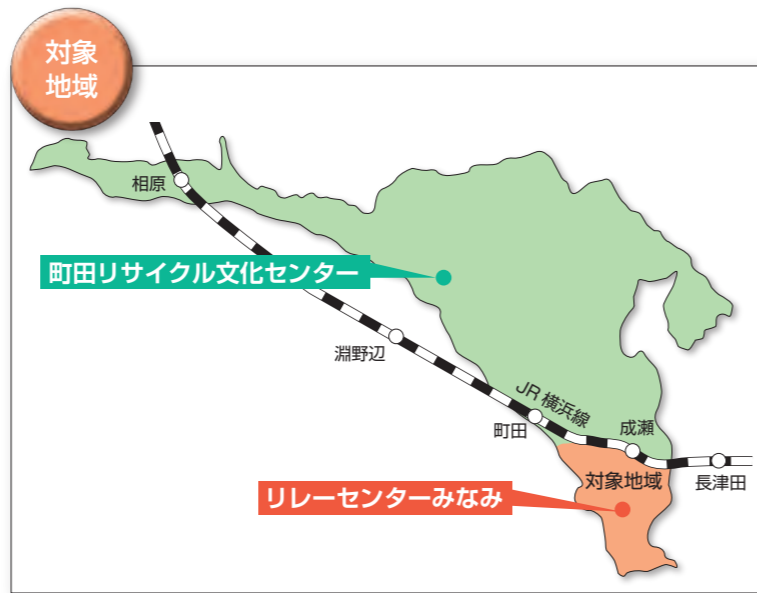 対象
地域
相原
町田リサイクル文化センター
淵野辺
JR横浜線
町田
成瀬
対象地域
長津田
リレーセンターみなみ